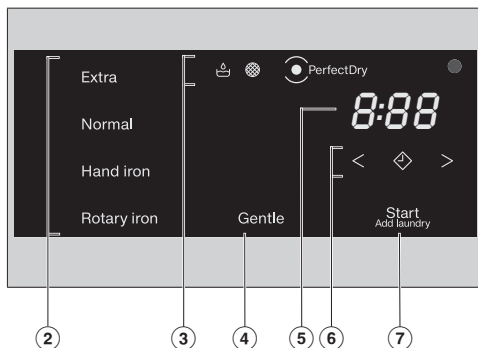 PerfectDry
Extra
8:88
Normal
< >
Hand iron
Rotary iron
Gentle
Start
Add laundry
2 3 4 5 6 7